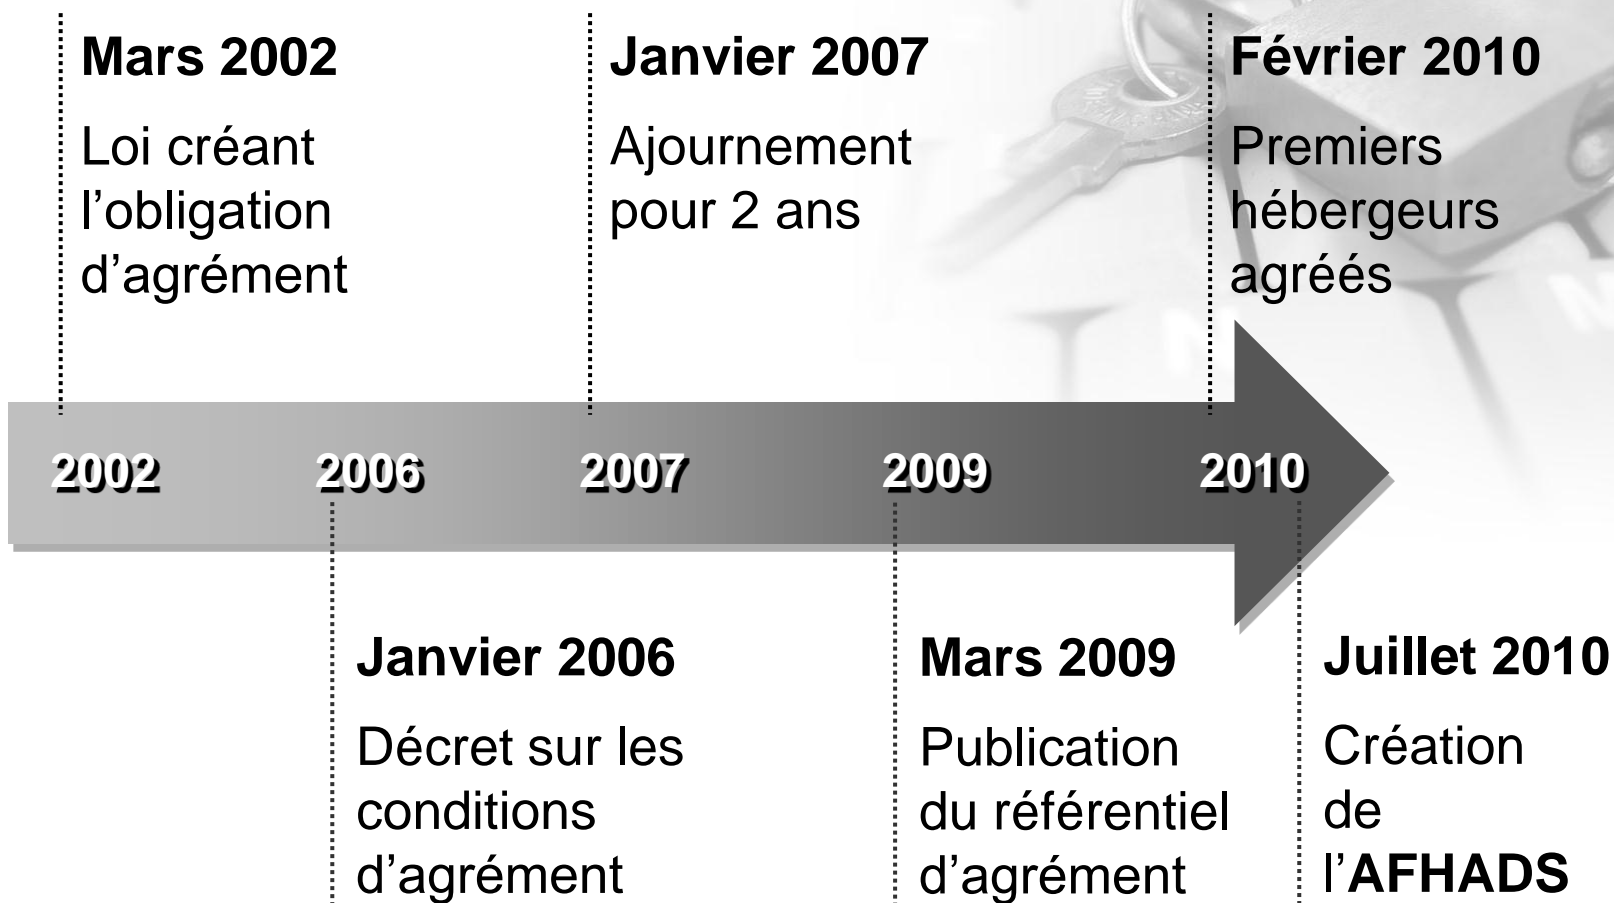 Mars 2002
Loi créant
l’obligation
d’agrément
Janvier 2007
Ajournement
pour 2 ans
Février 2010
Premiers
hébergeurs
agréés
2002
2006
2007
2009
2010
Janvier 2006
Décret sur les
conditions
d’agrément
Mars 2009
Publication
du référentiel
d’agrément
Juillet 2010
Création
de
l’AFHADS